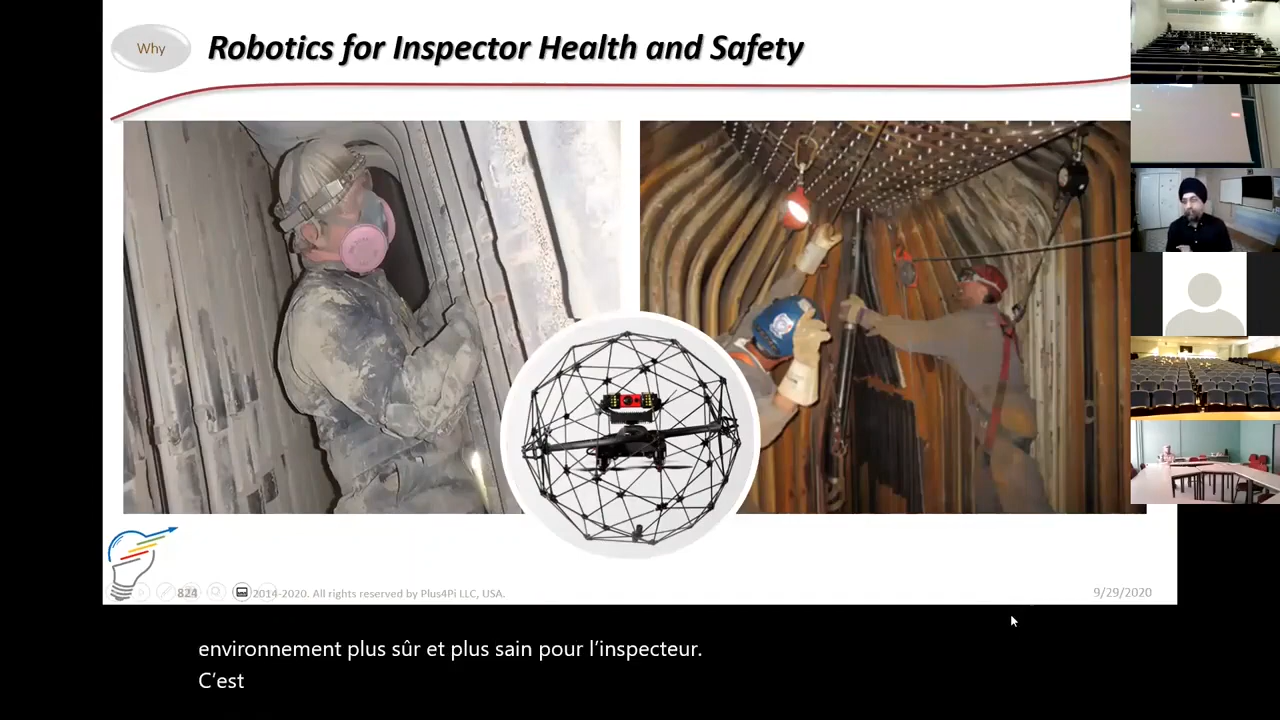 Why
Robotics for Inspector Health and Safety
824
2014-2020. All rights reserved by Plus4Pi LLC, USA.
9/29/2020
environnement plus sûr et plus sain pour l'inspecteur.
C'est